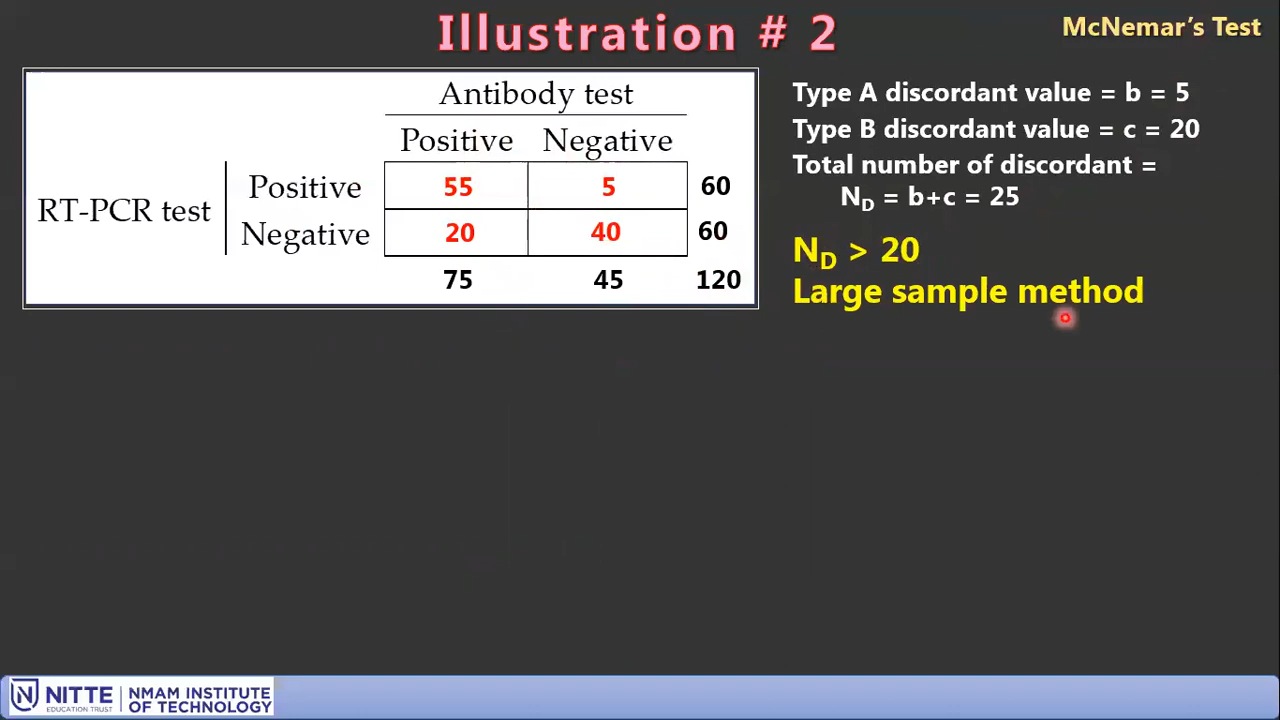 Illustration # 2
McNemar's Test
Antibody test
Positive Negative
RT-PCR test
Positive 55 5 60
Negative 20 40 60
75 45 120
Type A discordant value = b = 5
Type B discordant value = c = 20
Total number of discordant =
N_D = b+c = 25
N_D > 20
Large sample method
NITTE
EDUCATION TRUST
NMAM INSTITUTE
OF TECHNOLOGY